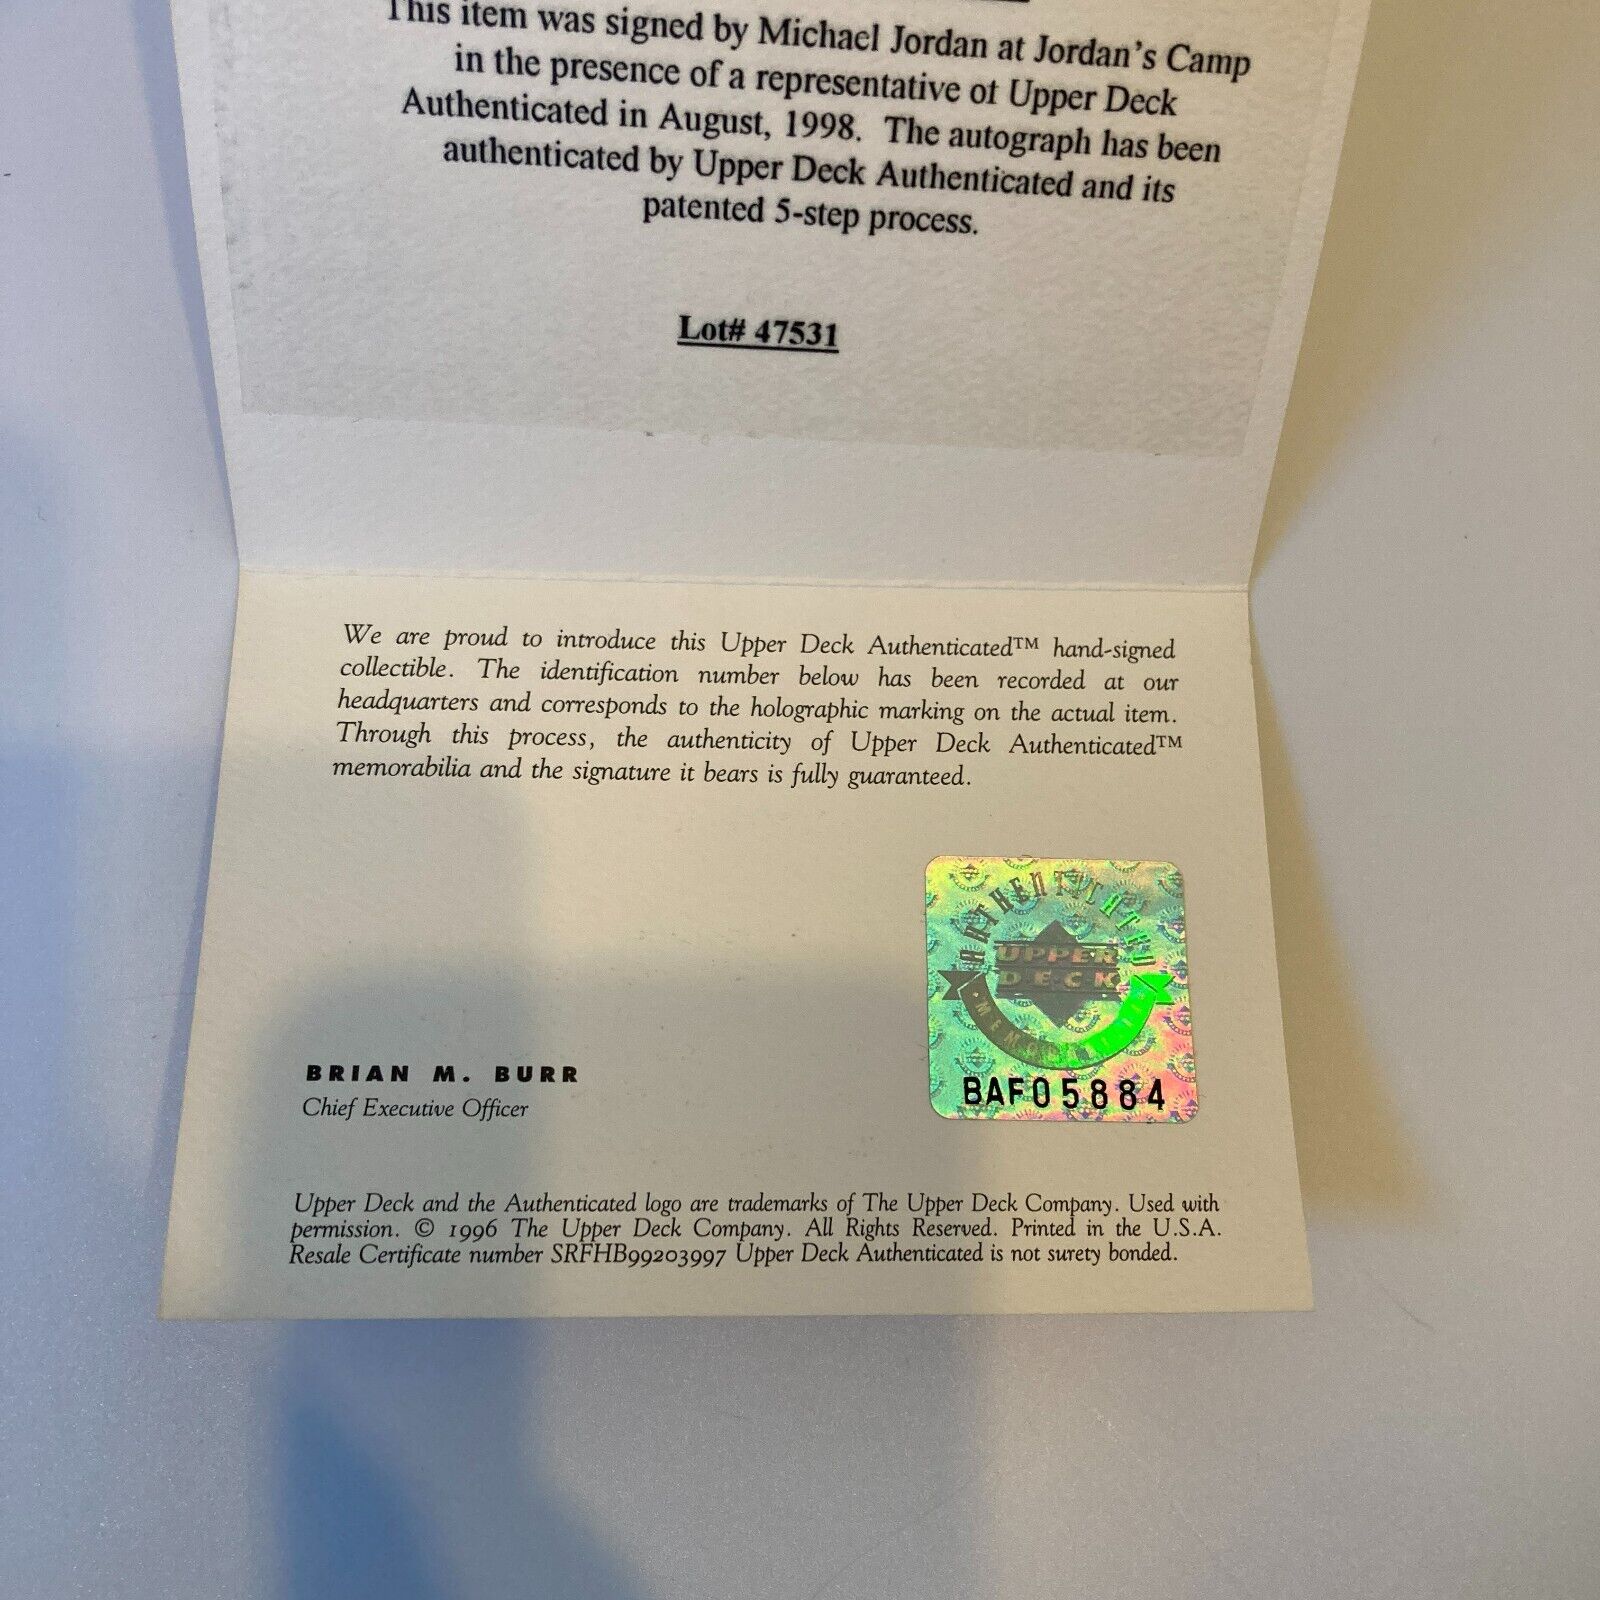 This item was signed by Michael Jordan at Jordan's Camp
in the presence of a representative of Upper Deck
Authenticated in August, 1998. The autograph has been
authenticated by Upper Deck Authenticated and its
patented 5-step process.
Lot# 47531
We are proud to introduce this Upper Deck Authenticated™ hand-signed
collectible. The identification number below has been recorded at our
headquarters and corresponds to the holographic marking on the actual item.
Through this process, the authenticity of Upper Deck Authenticated™
memorabilia and the signature it bears is fully guaranteed.
AUTHENTICATED
UPPER
DECK
MEMORABILIA
BAF05884
BRIAN M. BURR
Chief Executive Officer
Upper Deck and the Authenticated logo are trademarks of The Upper Deck Company. Used with
permission. © 1996 The Upper Deck Company. All Rights Reserved. Printed in the U.S.A.
Resale Certificate number SRFHB99203997 Upper Deck Authenticated is not surety bonded.